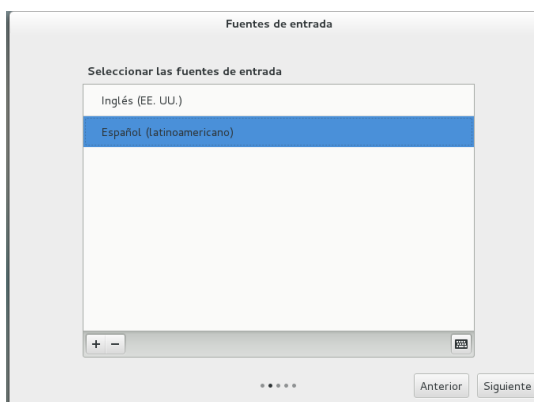 Fuentes de entrada
Seleccionar las fuentes de entrada
Inglés (EE. UU.)
Español (latinoamericano)
+ −
Anterior Siguiente